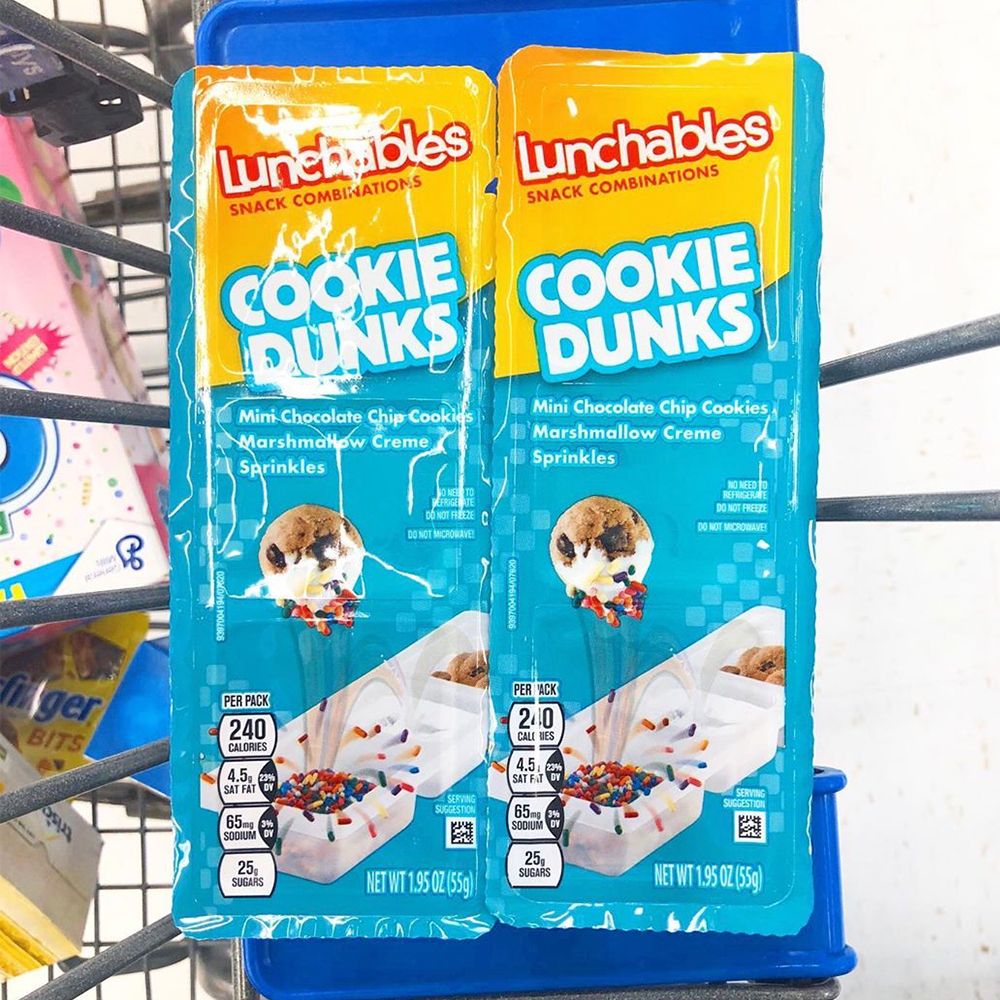 Lunchables
SNACK COMBINATIONS
COOKIE
DUNKS
Mini Chocolate Chip Cookies
Marshmallow Creme
Sprinkles
NO NEED TO
REFRIGERATE
DO NOT FREEZE
DO NOT MICROWAVE!
9397004194/07620
PER PACK
240
CALORIES
4.5g 23%
SAT FAT DV
65mg 3%
SODIUM DV
25g
SUGARS
SERVING
SUGGESTION
NET WT 1.95 OZ (55g)
Lunchables
SNACK COMBINATIONS
COOKIE
DUNKS
Mini Chocolate Chip Cookies
Marshmallow Creme
Sprinkles
NO NEED TO
REFRIGERATE
DO NOT FREEZE
DO NOT MICROWAVE!
9397004194/07620
PER PACK
240
CALORIES
4.5g 23%
SAT FAT DV
65mg 3%
SODIUM DV
25g
SUGARS
SERVING
SUGGESTION
NET WT 1.95 OZ (55g)
finger
BITS